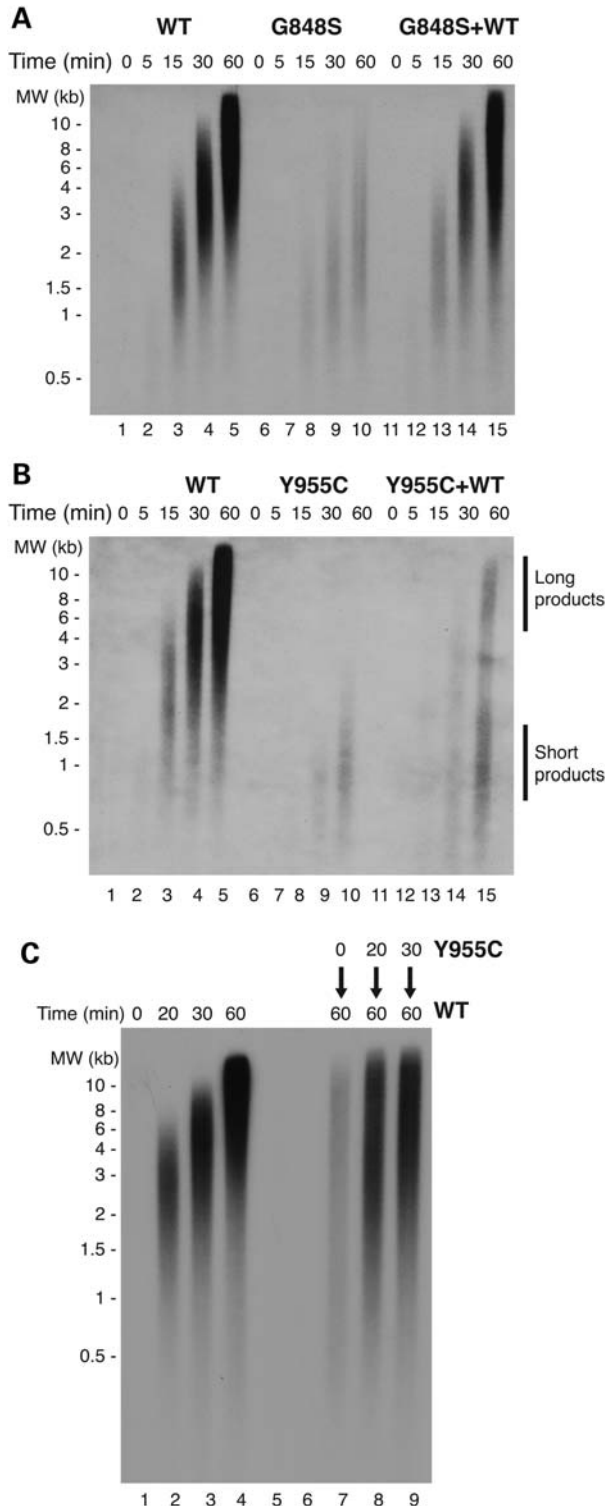 A
WT G848S G848S+WT
Time (min) 0 5 15 30 60 0 5 15 30 60 0 5 15 30 60
MW (kb)
10 -
8 -
6 -
4 -
3 -
2 -
1.5 -
1 -
0.5 -
1 2 3 4 5 6 7 8 9 10 11 12 13 14 15
B
WT Y955C Y955C+WT
Time (min) 0 5 15 30 60 0 5 15 30 60 0 5 15 30 60
MW (kb)
10 -
8 -
6 -
4 -
3 -
2 -
1.5 -
1 -
0.5 -
Long
products
Short
products
1 2 3 4 5 6 7 8 9 10 11 12 13 14 15
C
0 20 30 Y955C
Time (min) 0 20 30 60 60 60 60 WT
MW (kb)
10 -
8 -
6 -
4 -
3 -
2 -
1.5 -
1 -
0.5 -
1 2 3 4 5 6 7 8 9